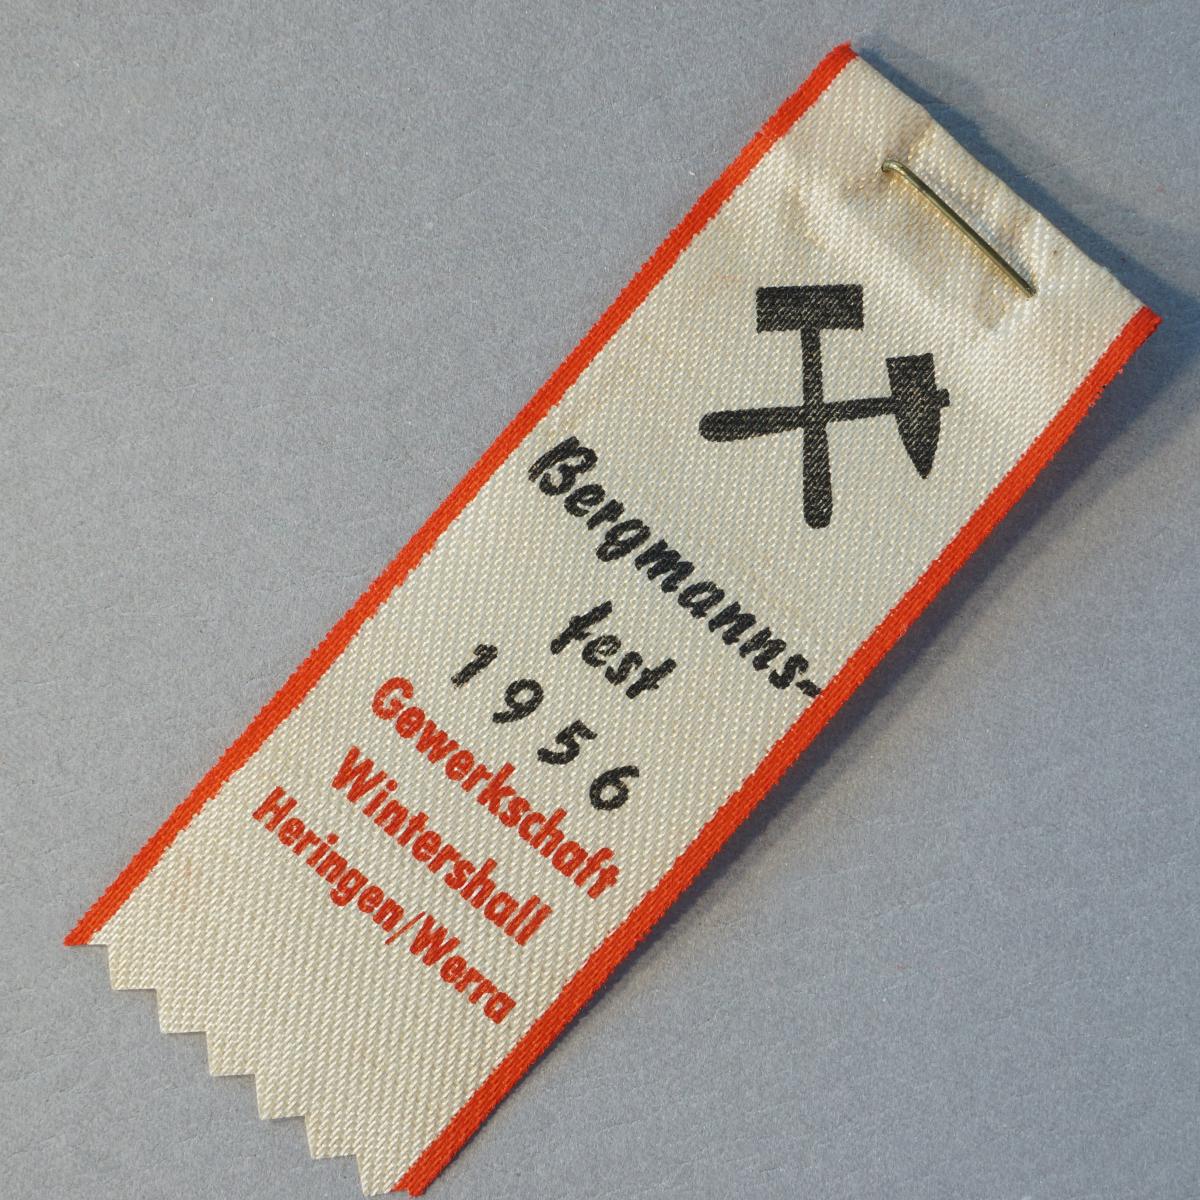 Bergmanns-
fest
1956
Gewerkschaft
Wintershall
Heringen/Werra